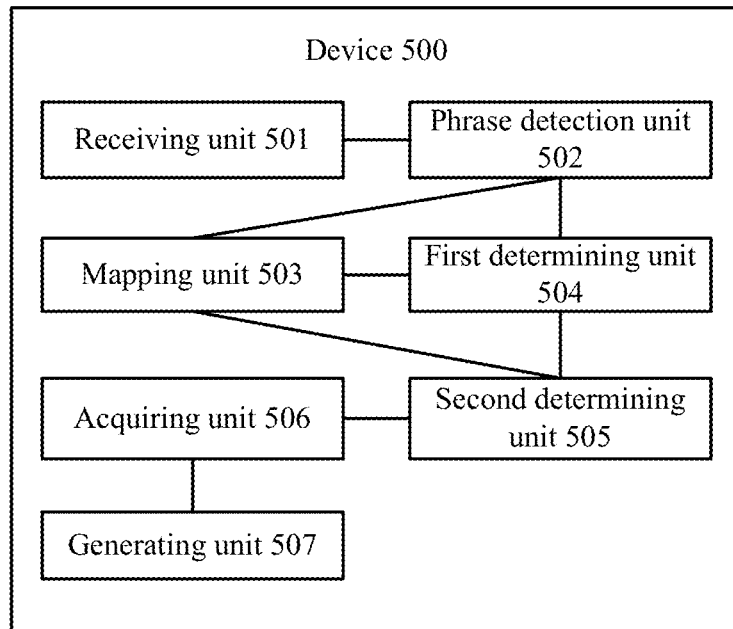 Device 500
Receiving unit 501
Phrase detection unit
502
Mapping unit 503
First determining unit
504
Acquiring unit 506
Second determining
unit 505
Generating unit 507